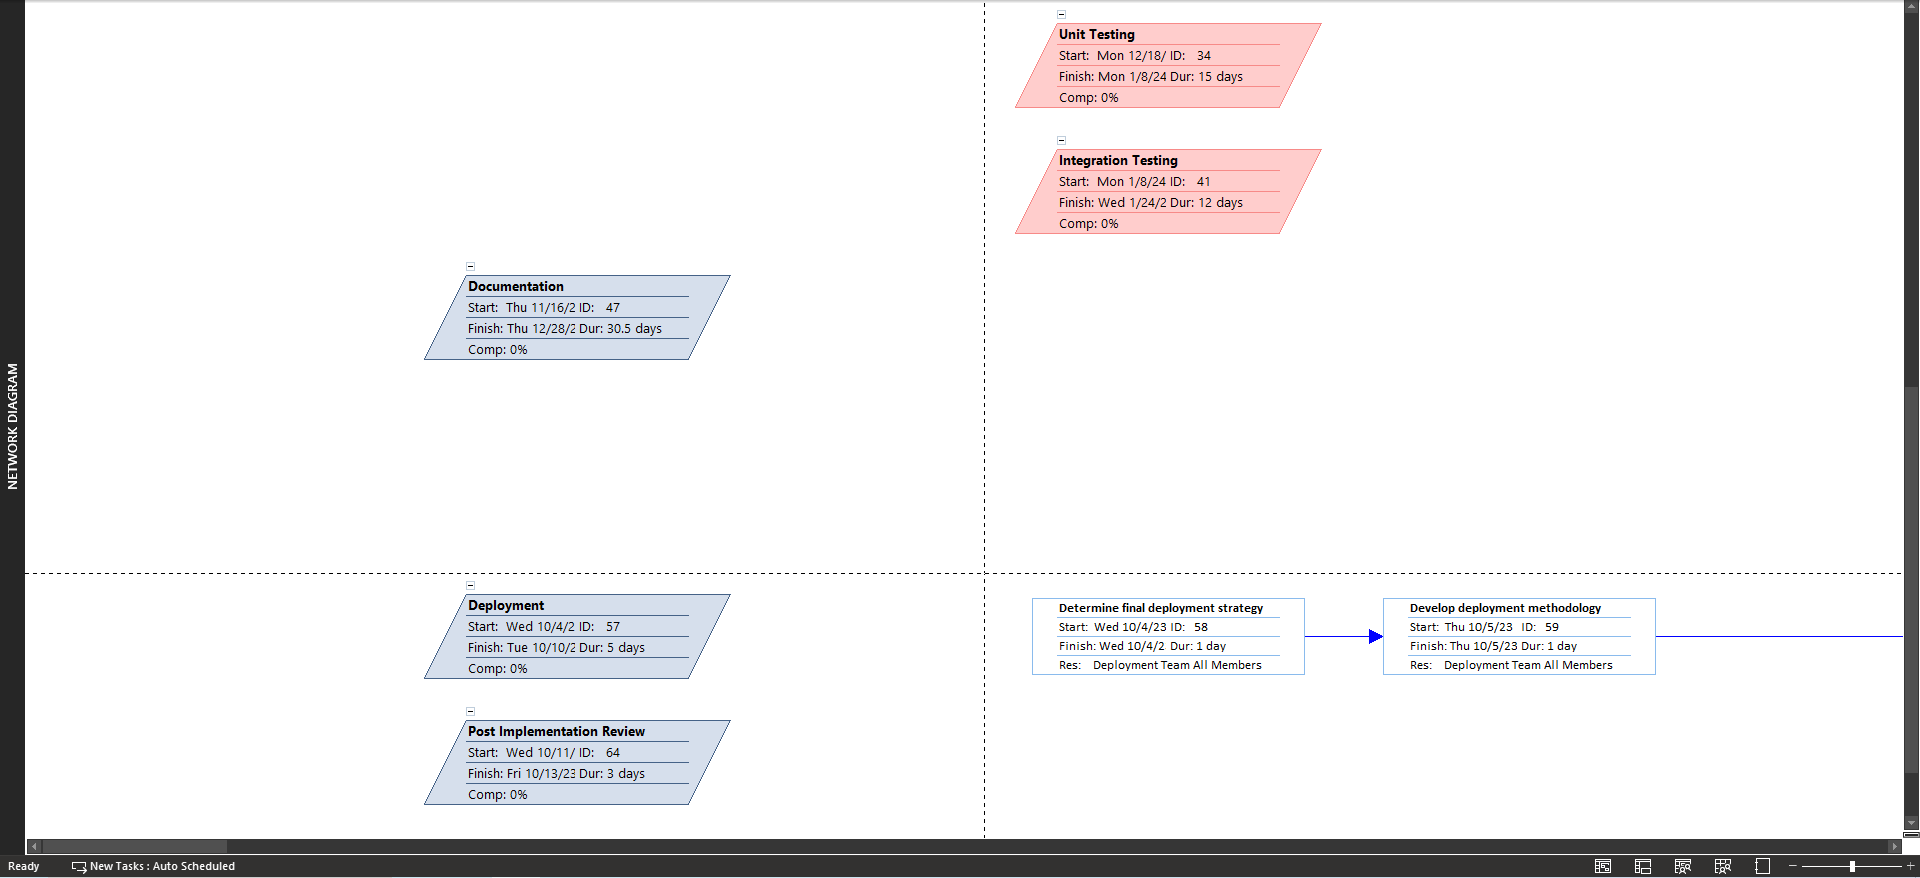 NETWORK DIAGRAM
Unit Testing
Start: Mon 12/18/ ID: 34
Finish: Mon 1/8/24 Dur: 15 days
Comp: 0%
Integration Testing
Start: Mon 1/8/24 ID: 41
Finish: Wed 1/24/2 Dur: 12 days
Comp: 0%
Documentation
Start: Thu 11/16/2 ID: 47
Finish: Thu 12/28/2 Dur: 30.5 days
Comp: 0%
Deployment
Start: Wed 10/4/2 ID: 57
Finish: Tue 10/10/2 Dur: 5 days
Comp: 0%
Determine final deployment strategy
Start: Wed 10/4/23 ID: 58
Finish: Wed 10/4/2 Dur: 1 day
Res: Deployment Team All Members
Develop deployment methodology
Start: Thu 10/5/23 ID: 59
Finish: Thu 10/5/23 Dur: 1 day
Res: Deployment Team All Members
Post Implementation Review
Start: Wed 10/11/ ID: 64
Finish: Fri 10/13/23 Dur: 3 days
Comp: 0%
Ready New Tasks : Auto Scheduled